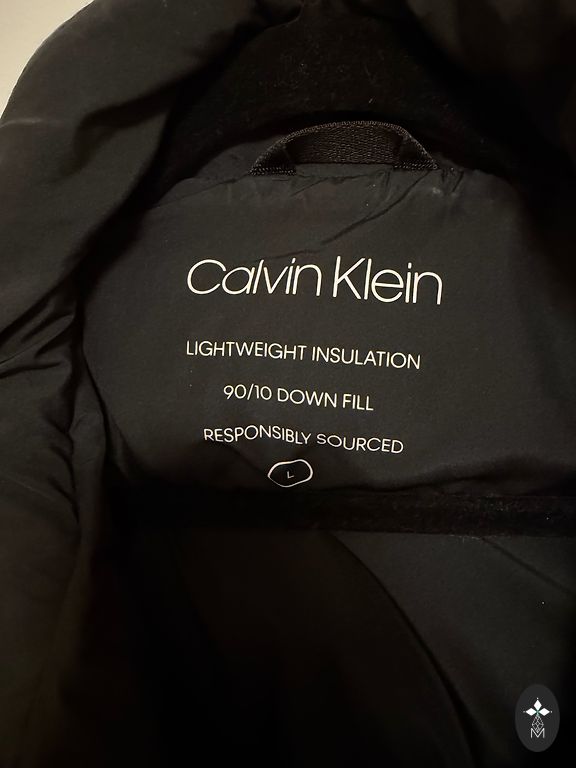 Calvin Klein
LIGHTWEIGHT INSULATION
90/10 DOWN FILL
RESPONSIBLY SOURCED
L
M